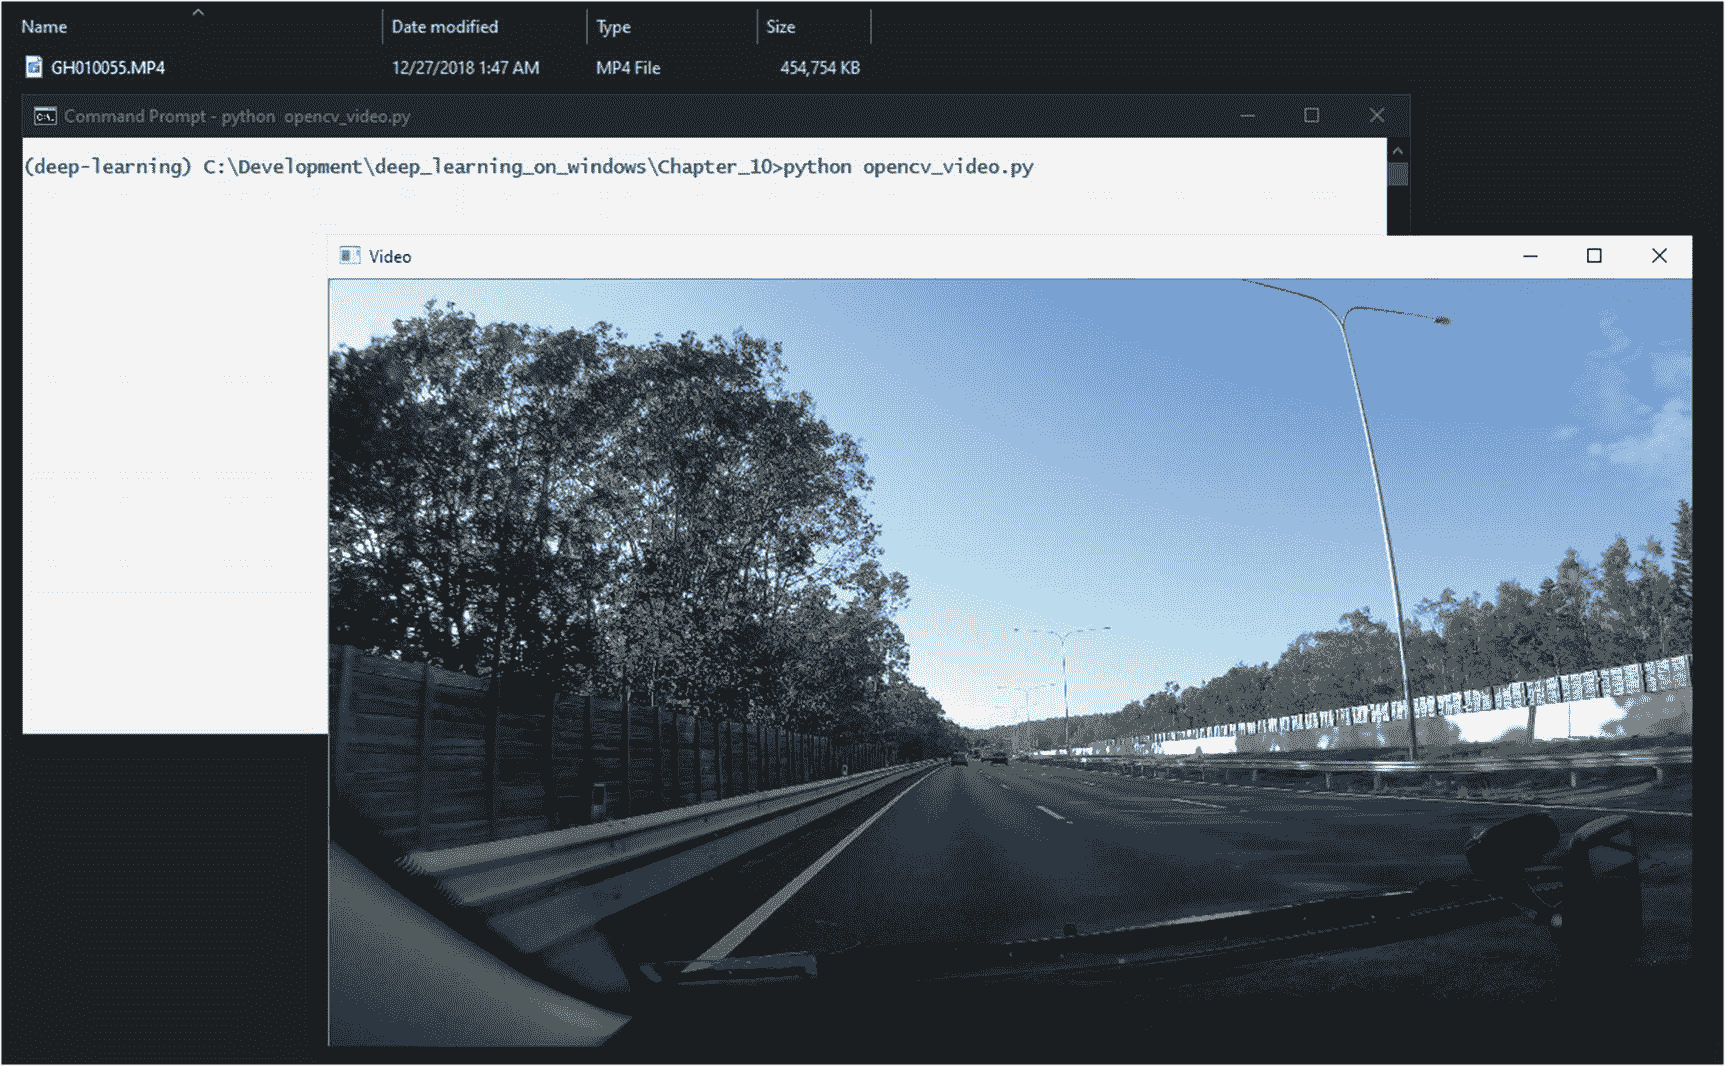 Name Date modified Type Size
GH010055.MP4 12/27/2018 1:47 AM MP4 File 454,754 KB
Command Prompt - python  opencv_video.py
(deep-learning) C:\Development\deep_learning_on_windows\Chapter_10>python opencv_video.py
Video